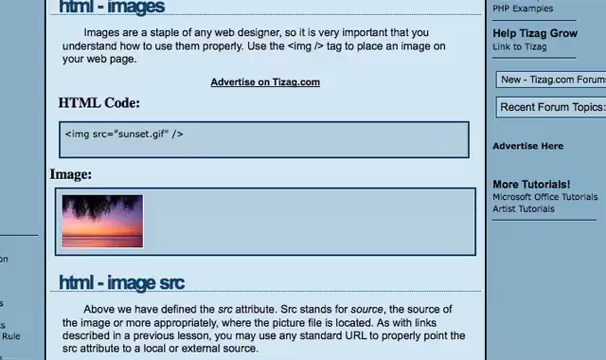 html - images
Images are a staple of any web designer, so it is very important that you
understand how to use them properly. Use the <img /> tag to place an image on
your web page.
Advertise on Tizag.com
HTML Code:
<img src="sunset.gif" />
Image:
html - image src
Above we have defined the src attribute. Src stands for source, the source of
the image or more appropriately, where the picture file is located. As with links
described in a previous lesson, you may use any standard URL to properly point the
src attribute to a local or external source.
PHP Examples
Help Tizag Grow
Link to Tizag
New - Tizag.com Forums
Recent Forum Topics:
Advertise Here
More Tutorials!
Microsoft Office Tutorials
Artist Tutorials
Rule